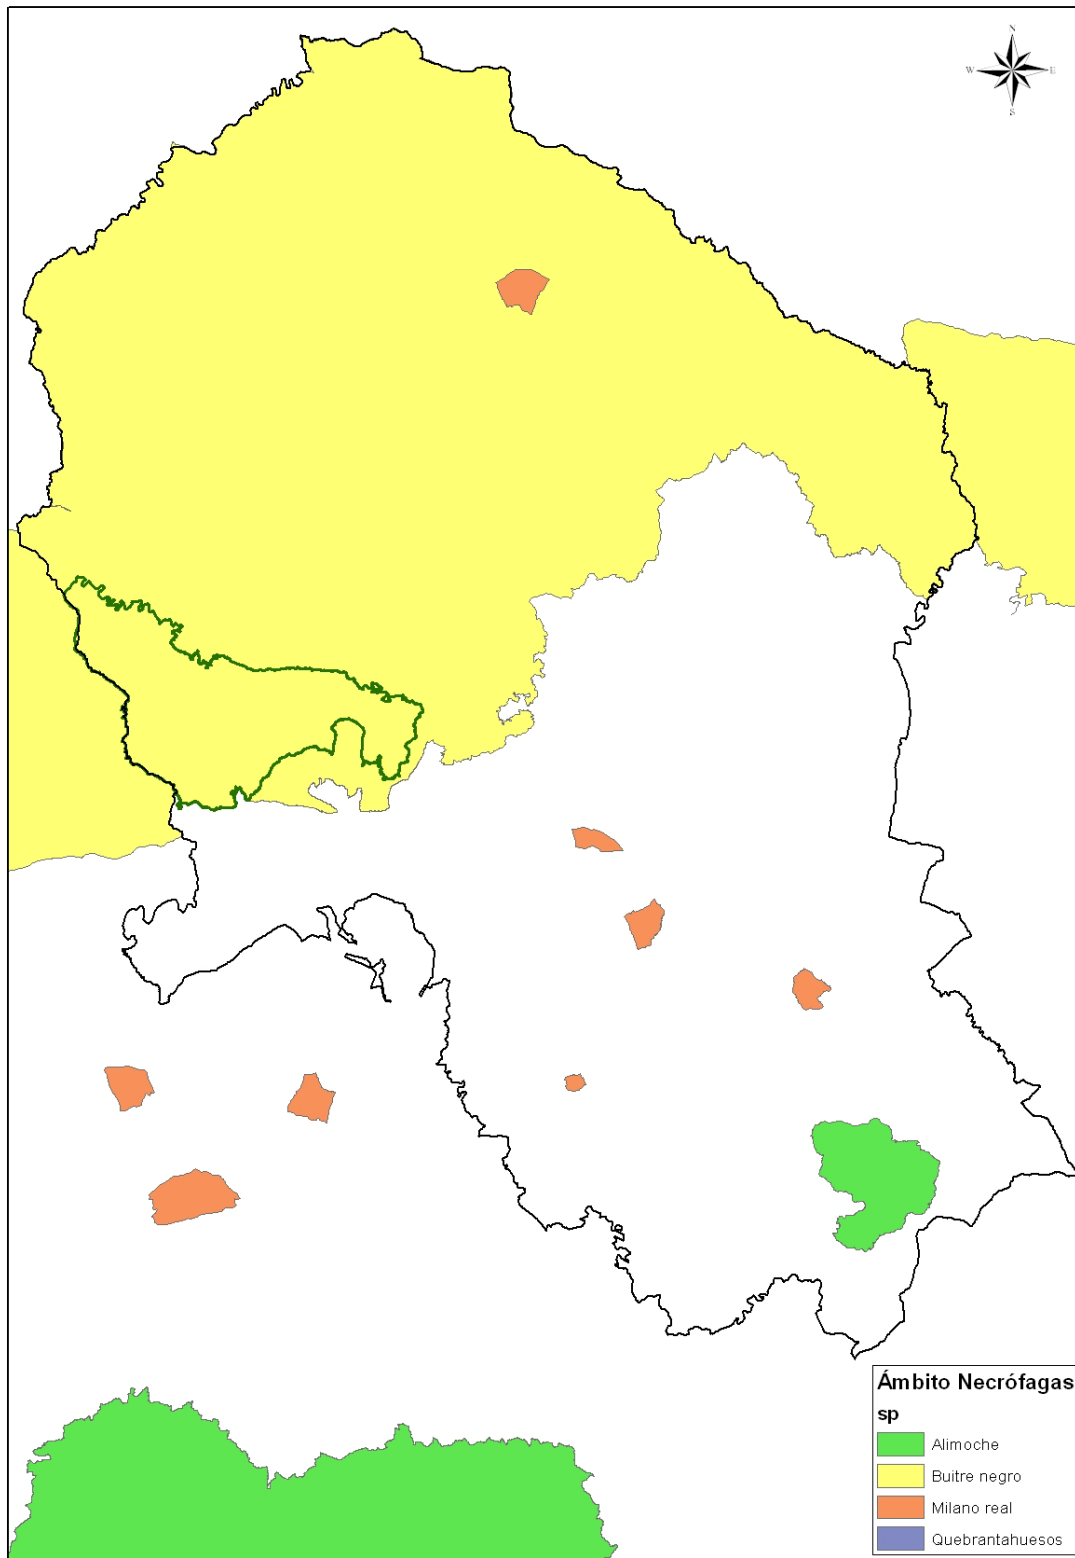 N
W E
S
Ámbito Necrófagas
sp
Alimoche
Buitre negro
Milano real
Quebrantahuesos